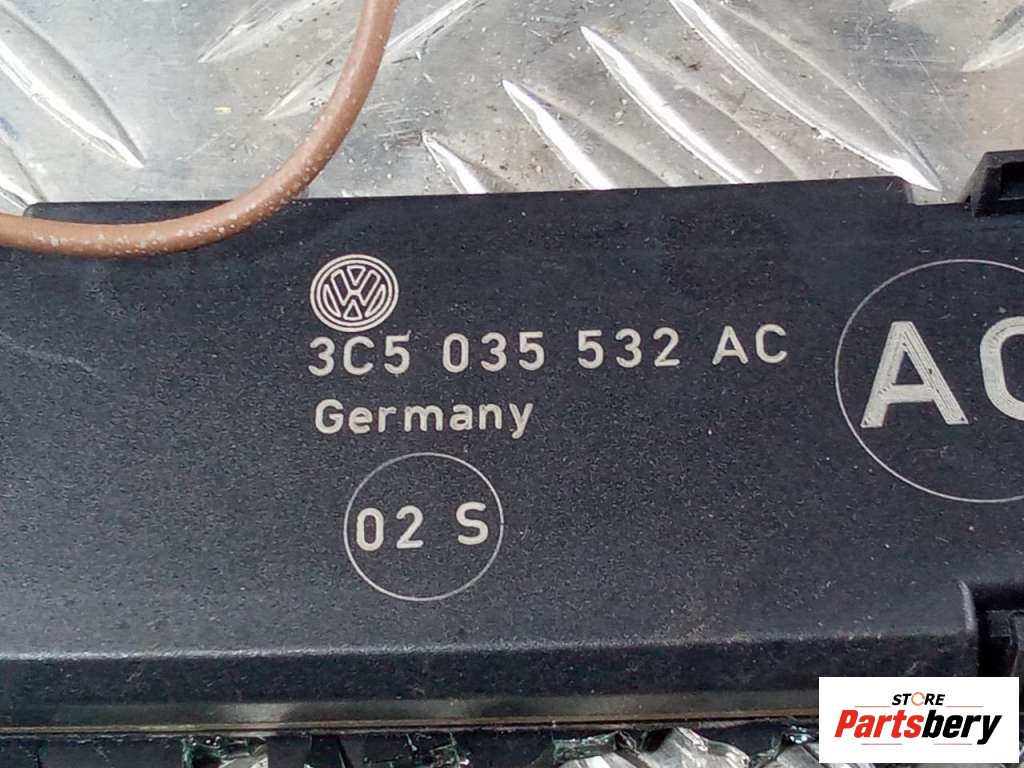 3C5 035 532 AC
Germany
02 S
AC
STORE
Partsbery